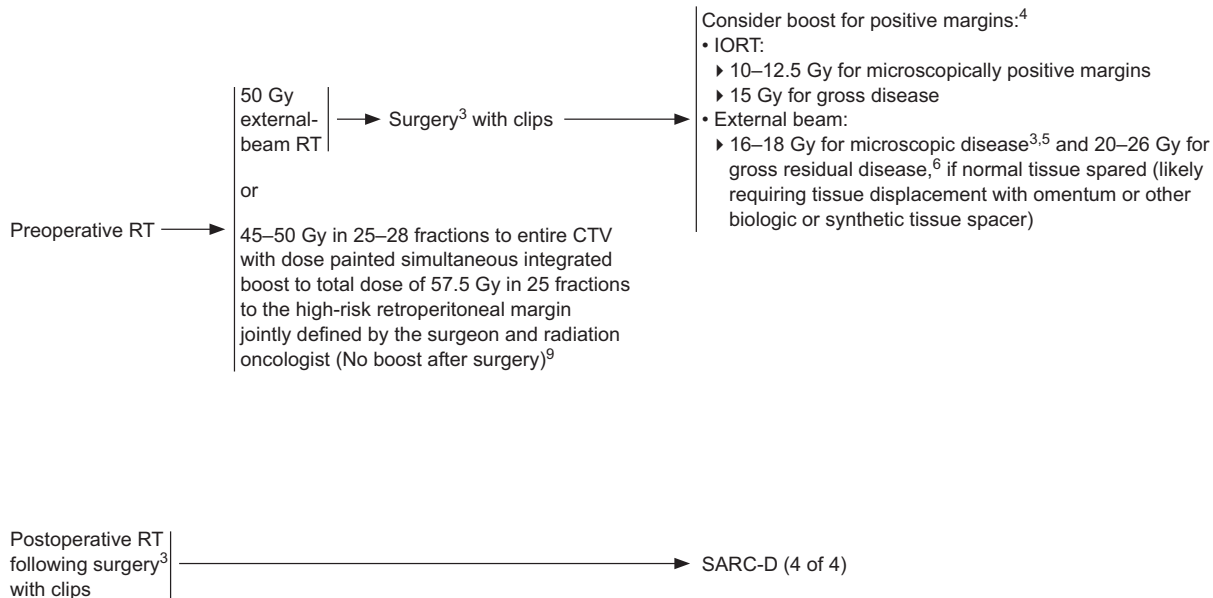 Preoperative RT
50 Gy
external-
beam RT
or
45–50 Gy in 25–28 fractions to entire CTV
with dose painted simultaneous integrated
boost to total dose of 57.5 Gy in 25 fractions
to the high-risk retroperitoneal margin
jointly defined by the surgeon and radiation
oncologist (No boost after surgery)9
Surgery3 with clips
Consider boost for positive margins:4
• IORT:
10–12.5 Gy for microscopically positive margins
15 Gy for gross disease
• External beam:
16–18 Gy for microscopic disease3,5 and 20–26 Gy for
gross residual disease,6 if normal tissue spared (likely
requiring tissue displacement with omentum or other
biologic or synthetic tissue spacer)
Postoperative RT
following surgery3
with clips
SARC-D (4 of 4)